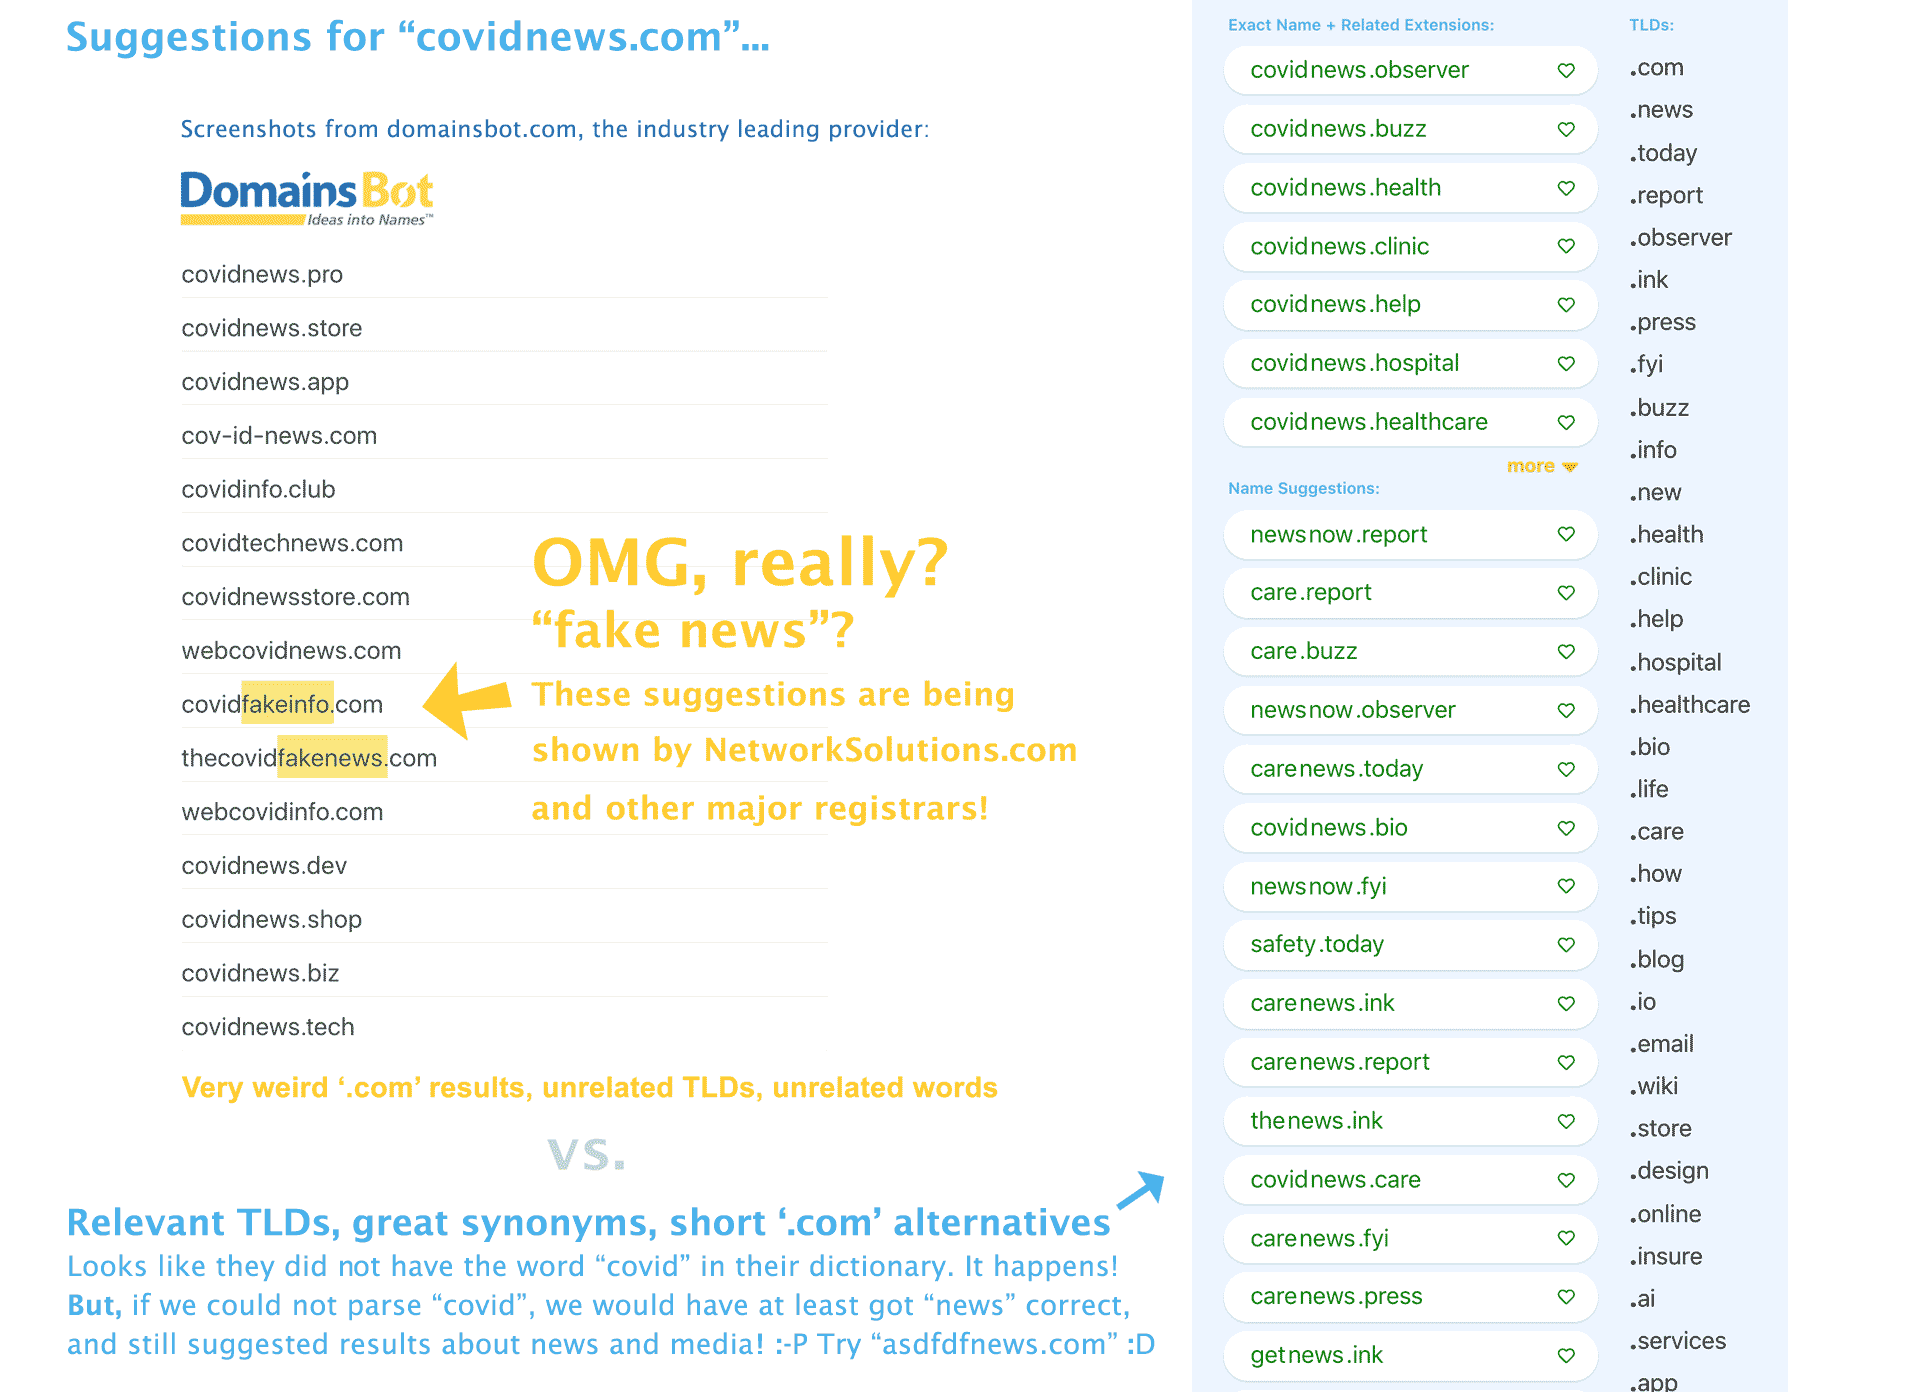 Suggestions for “covidnews.com”...
Screenshots from domainsbot.com, the industry leading provider:
DomainsBot
Ideas into Names™
covidnews.pro
covidnews.store
covidnews.app
cov-id-news.com
covidinfo.club
covidtechnews.com
covidnewsstore.com
webcovidnews.com
covidfakeinfo.com
thecovidfakenews.com
webcovidinfo.com
covidnews.dev
covidnews.shop
covidnews.biz
covidnews.tech
OMG, really?
“fake news”?
These suggestions are being
shown by NetworkSolutions.com
and other major registrars!
Very weird ‘.com’ results, unrelated TLDs, unrelated words
vs.
Relevant TLDs, great synonyms, short ‘.com’ alternatives
Looks like they did not have the word “covid” in their dictionary. It happens!
But, if we could not parse “covid”, we would have at least got “news” correct,
and still suggested results about news and media! :-P Try “asdfdfnews.com” :D
Exact Name + Related Extensions:
covidnews.observer
covidnews.buzz
covidnews.health
covidnews.clinic
covidnews.help
covidnews.hospital
covidnews.healthcare
more
Name Suggestions:
newsnow.report
care.report
care.buzz
newsnow.observer
carenews.today
covidnews.bio
newsnow.fyi
safety.today
carenews.ink
carenews.report
thenews.ink
covidnews.care
carenews.fyi
carenews.press
getnews.ink
TLDs:
.com
.news
.today
.report
.observer
.ink
.press
.fyi
.buzz
.info
.new
.health
.clinic
.help
.hospital
.healthcare
.bio
.life
.care
.how
.tips
.blog
.io
.email
.wiki
.store
.design
.online
.insure
.ai
.services
.app